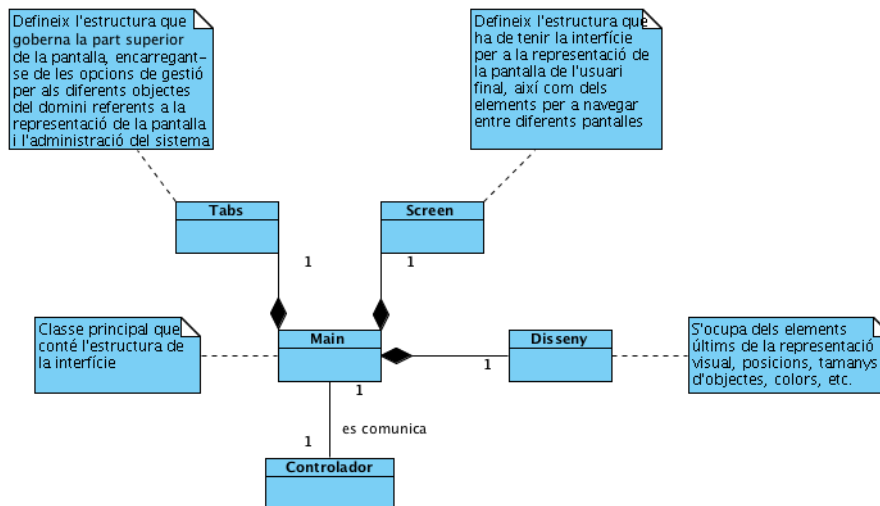 Defineix l'estructura que
goberna la part superior
de la pantalla, encarregant-
se de les opcions de gestió
per als diferents objectes
del domini referents a la
representació de la pantalla
i l'administració del sistema
Defineix l'estructura que
ha de tenir la interfície
per a la representació de
la pantalla de l'usuari
final, així com dels
elements per a navegar
entre diferents pantalles
Tabs
Screen
1
1
Classe principal que
conté l'estructura de
la interfície
Main
Disseny
S'ocupa dels elements
últims de la representació
visual, posicions, tamanys
d'objectes, colors, etc.
1
1
es comunica
1
Controlador